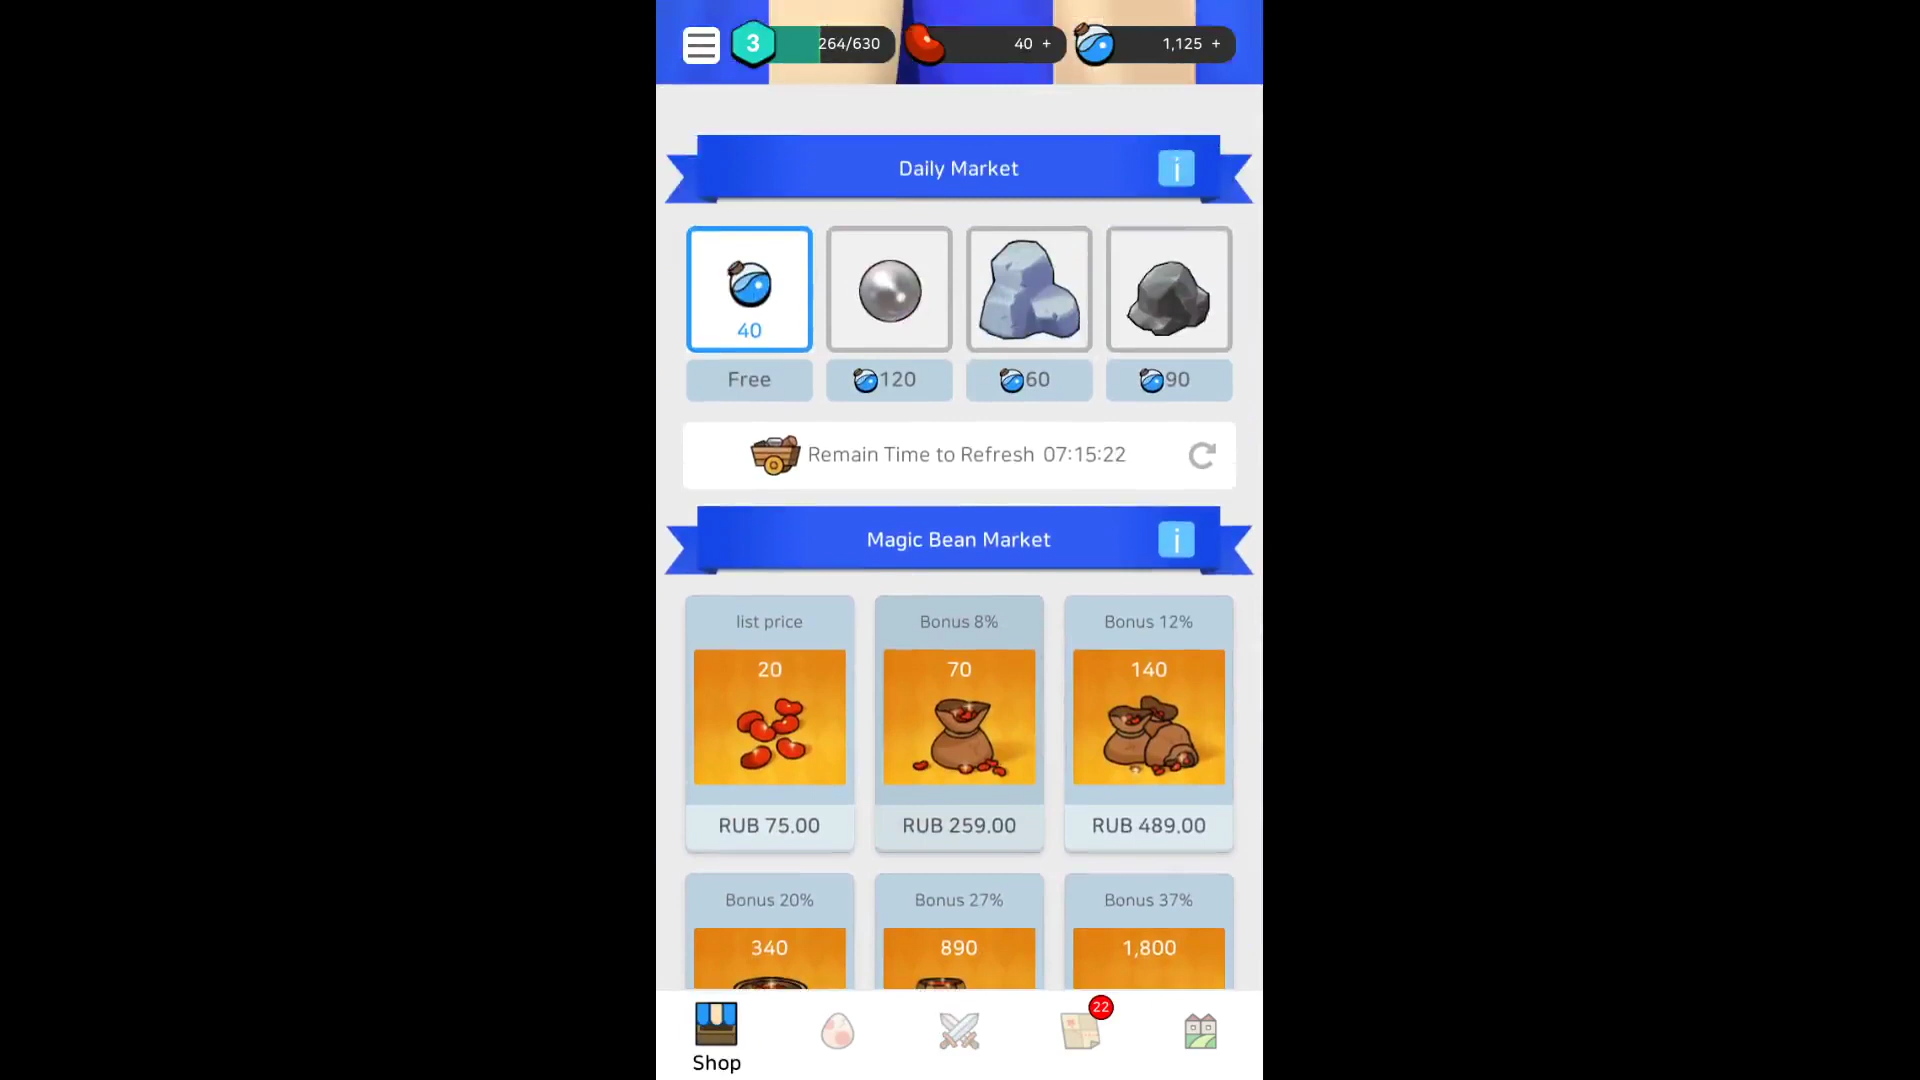 3 264/630 40 + 1,125 +
Daily Market i
40
Free 120 60 90
Remain Time to Refresh 07:15:22
Magic Bean Market i
list price Bonus 8% Bonus 12%
20 70 140
RUB 75.00 RUB 259.00 RUB 489.00
Bonus 20% Bonus 27% Bonus 37%
340 890 1,800
22
Shop